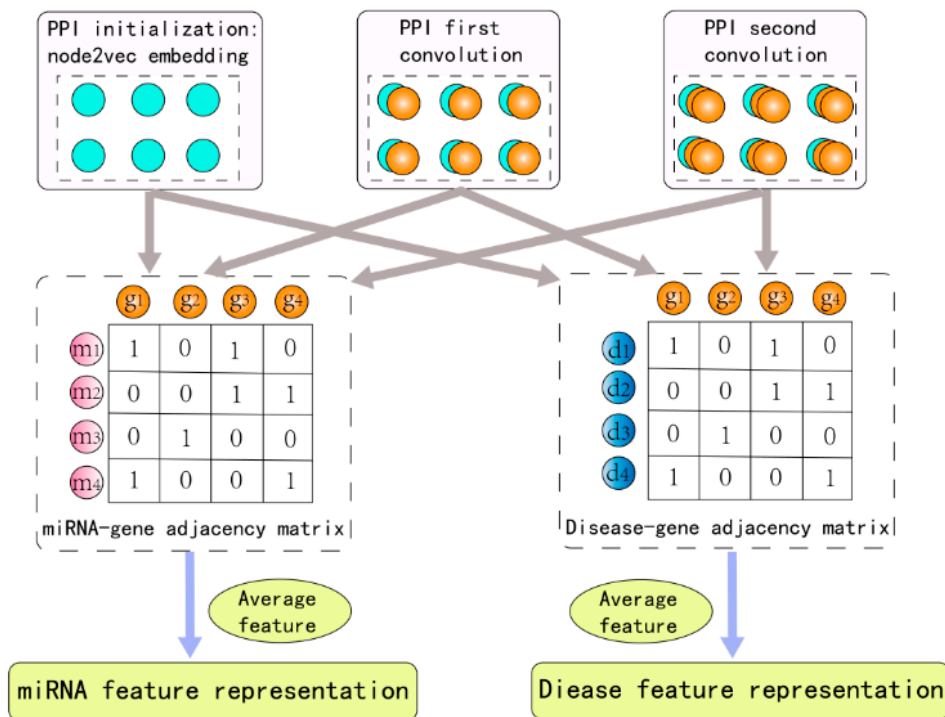 PPI initialization:
node2vec embedding
PPI first
convolution
PPI second
convolution
g1 g2 g3 g4
m1 1 0 1 0
m2 0 0 1 1
m3 0 1 0 0
m4 1 0 0 1
miRNA-gene adjacency matrix
g1 g2 g3 g4
d1 1 0 1 0
d2 0 0 1 1
d3 0 1 0 0
d4 1 0 0 1
Disease-gene adjacency matrix
Average
feature
Average
feature
miRNA feature representation
Diease feature representation